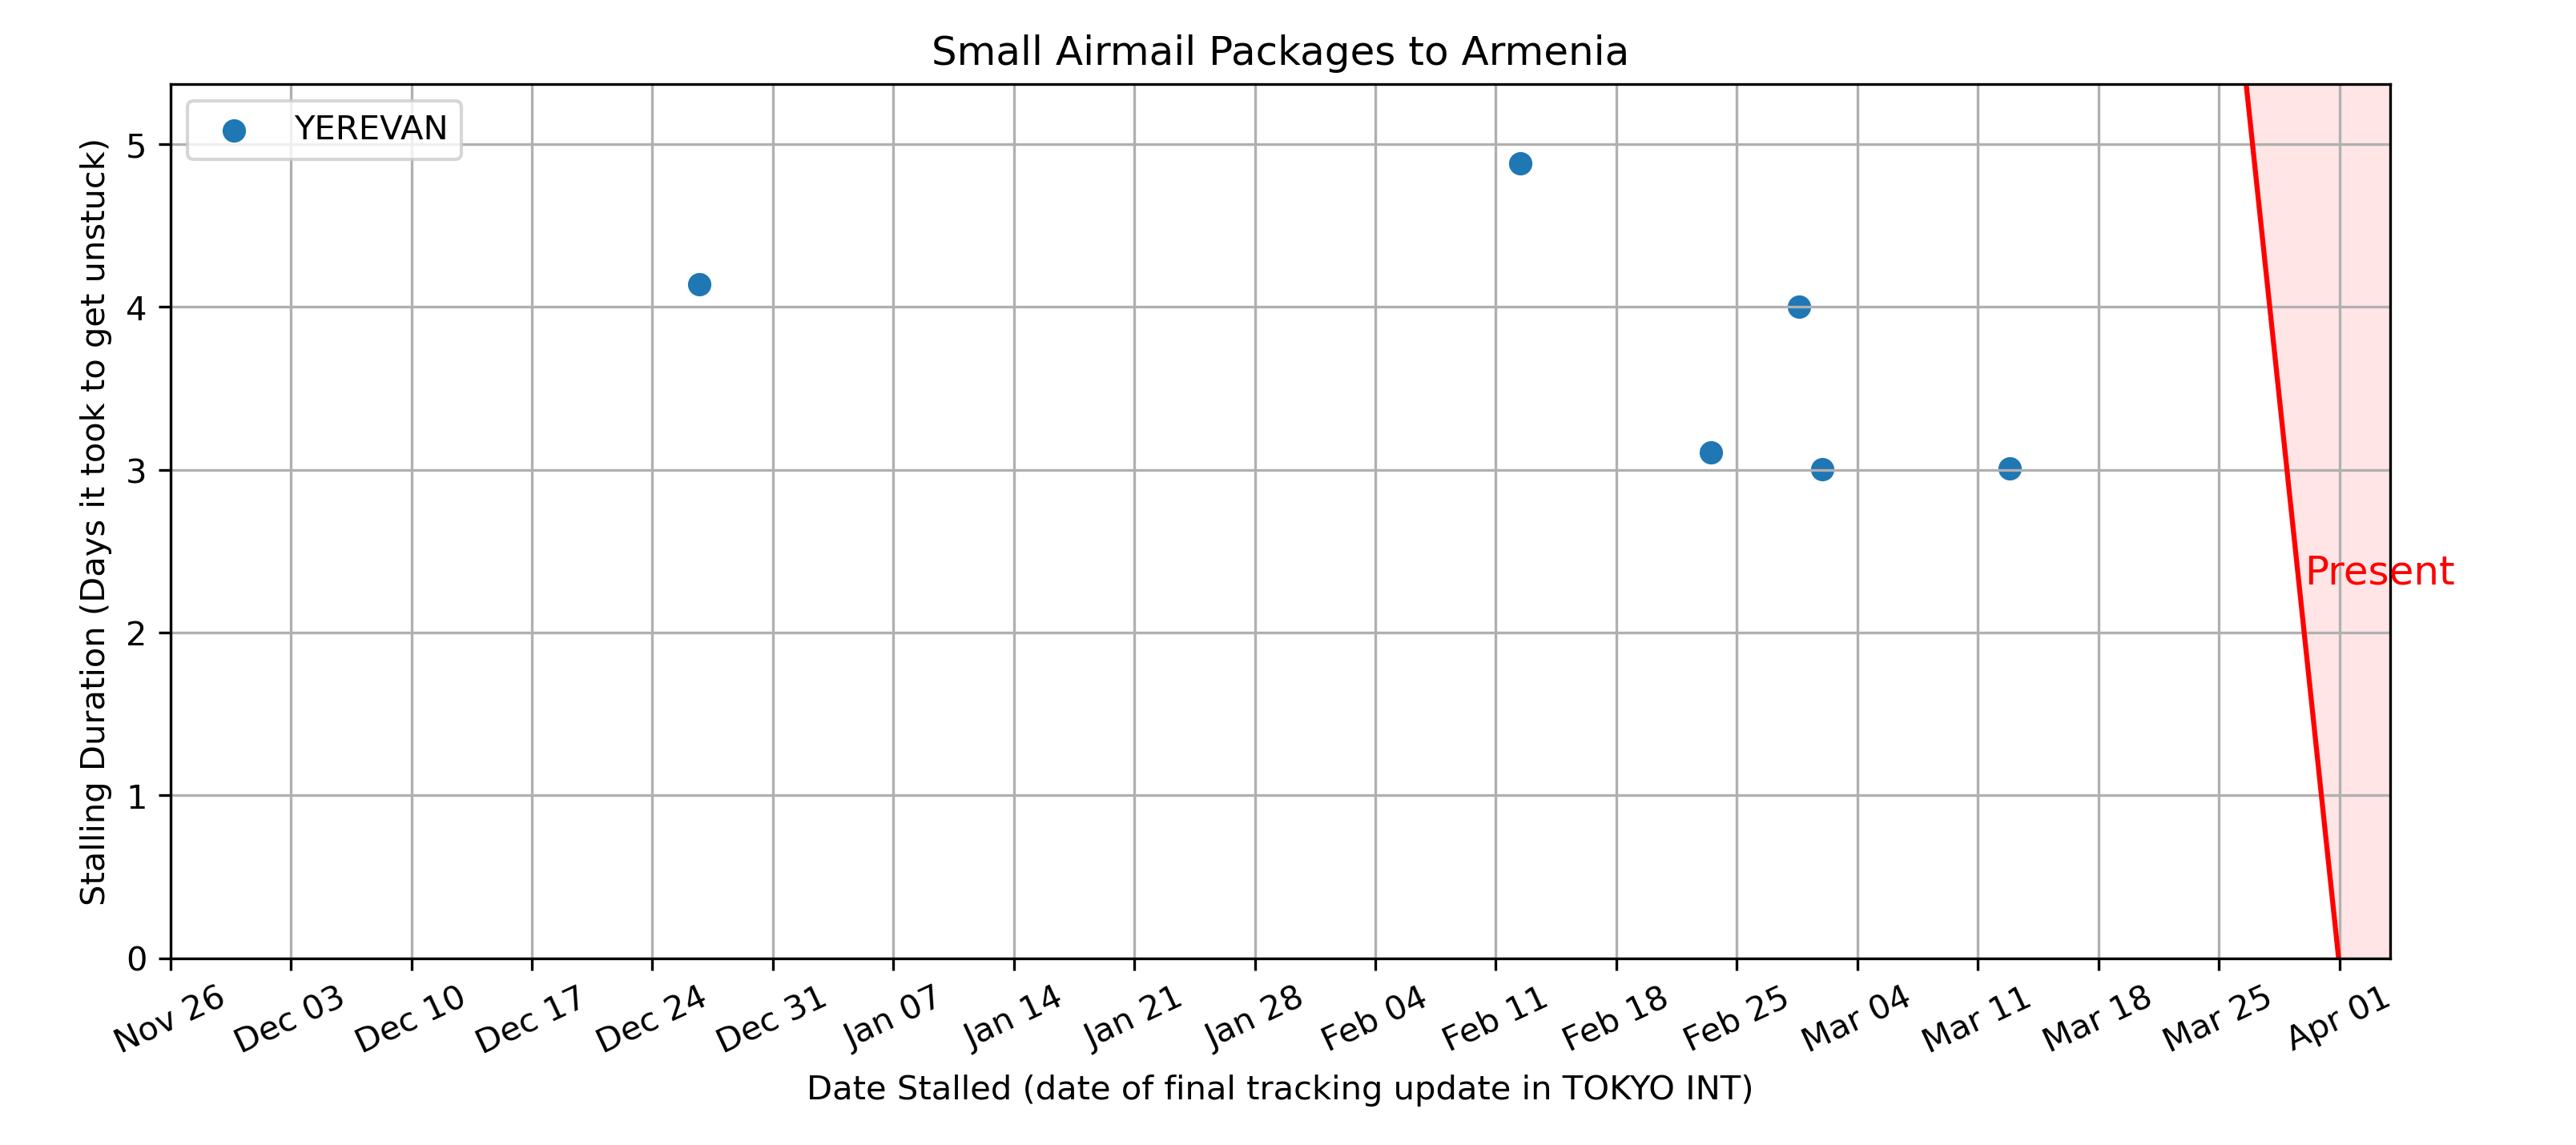 Small Airmail Packages to Armenia
YEREVAN
Stalling Duration (Days it took to get unstuck)
5
4
3
2
1
0
Present
Nov 26
Dec 03
Dec 10
Dec 17
Dec 24
Dec 31
Jan 07
Jan 14
Jan 21
Jan 28
Feb 04
Feb 11
Feb 18
Feb 25
Mar 04
Mar 11
Mar 18
Mar 25
Apr 01
Date Stalled (date of final tracking update in TOKYO INT)